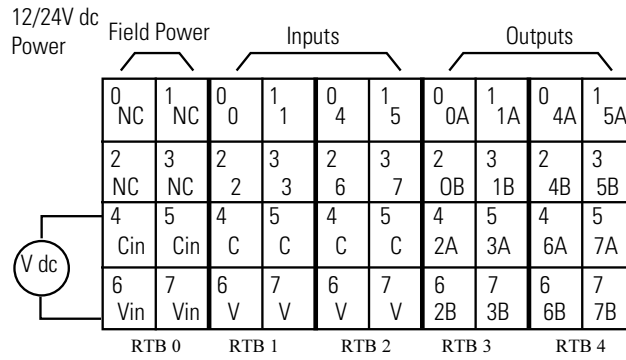 12/24V dc
Power
Field Power
Inputs
Outputs
0 1 0 1 0 1 0 1 0 1
NC NC 0 1 4 5 0A 1A 4A 5A
2 3 2 3 2 3 2 3 2 3
NC NC 2 3 6 7 0B 1B 4B 5B
4 5 4 5 4 5 4 5 4 5
Cin Cin C C C C 2A 3A 6A 7A
V dc
6 7 6 7 6 7 6 7 6 7
Vin Vin V V V V 2B 3B 6B 7B
RTB 0 RTB 1 RTB 2 RTB 3 RTB 4